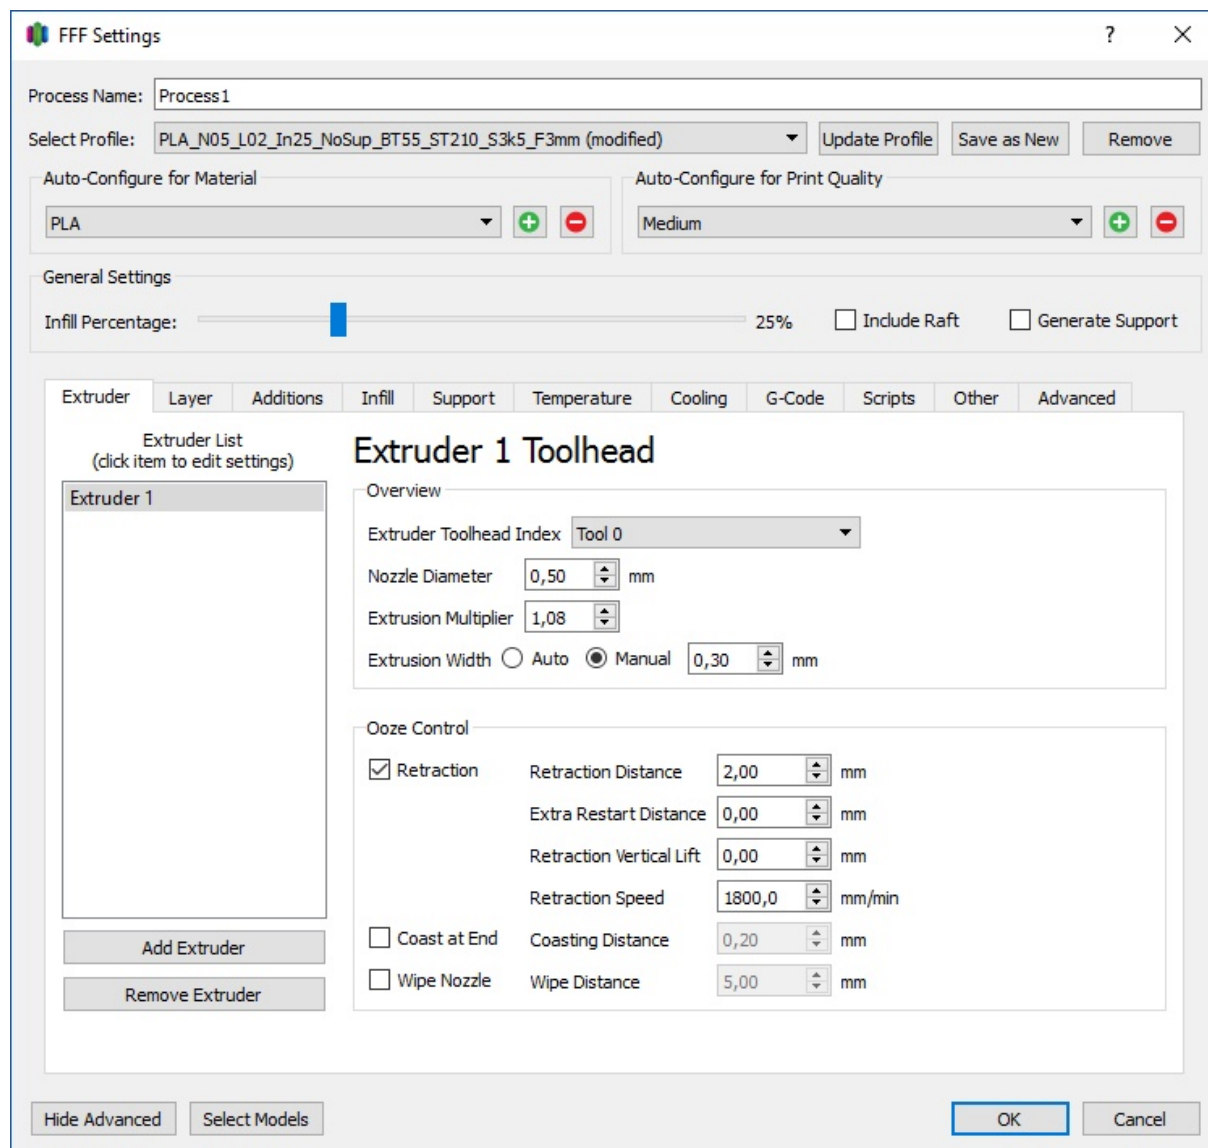 FFF Settings
?
Process Name: Process1
Select Profile: PLA_N05_L02_In25_NoSup_BT55_ST210_S3k5_F3mm (modified) Update Profile Save as New Remove
Auto-Configure for Material Auto-Configure for Print Quality
PLA Medium
General Settings
Infill Percentage: 25% Include Raft Generate Support
Extruder Layer Additions Infill Support Temperature Cooling G-Code Scripts Other Advanced
Extruder List
(click item to edit settings)
Extruder 1
Add Extruder
Remove Extruder
Extruder 1 Toolhead
Overview
Extruder Toolhead Index Tool 0
Nozzle Diameter 0,50 mm
Extrusion Multiplier 1,08
Extrusion Width Auto Manual 0,30 mm
Ooze Control
Retraction Retraction Distance 2,00 mm
Extra Restart Distance 0,00 mm
Retraction Vertical Lift 0,00 mm
Retraction Speed 1800,0 mm/min
Coast at End Coasting Distance 0,20 mm
Wipe Nozzle Wipe Distance 5,00 mm
Hide Advanced Select Models OK Cancel